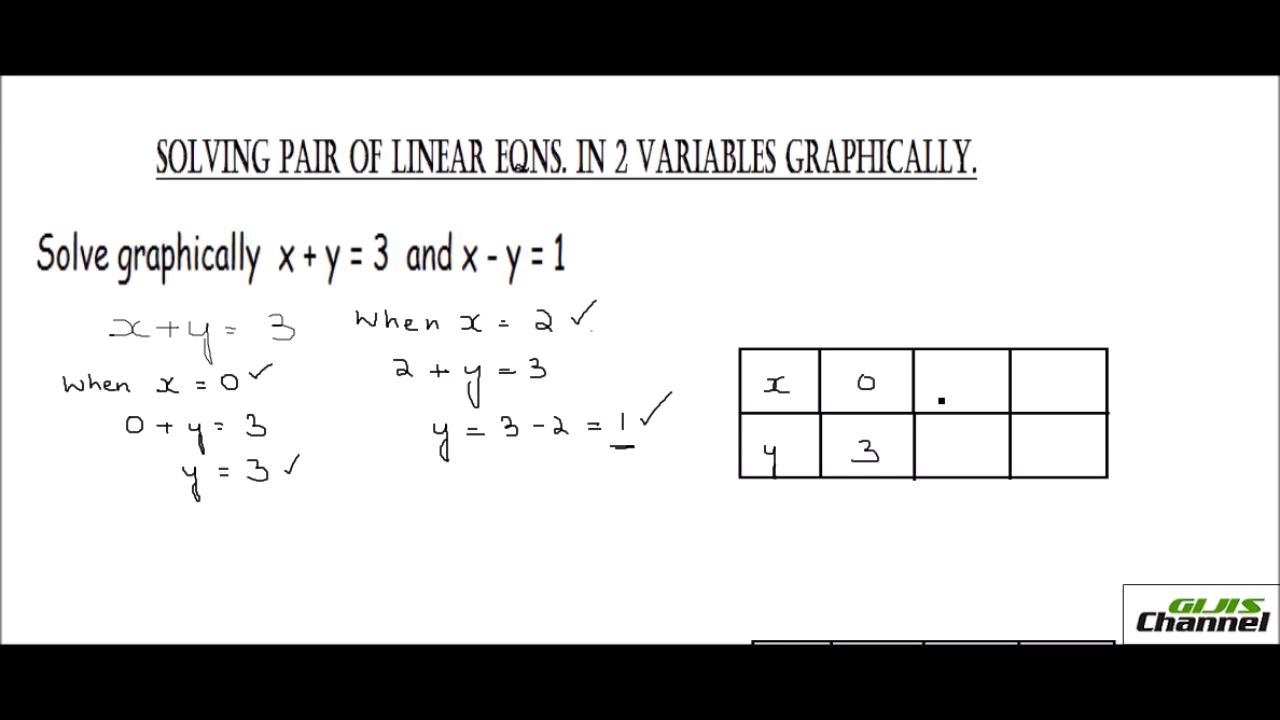 SOLVING PAIR OF LINEAR EQNS. IN 2 VARIABLES GRAPHICALLY.
Solve graphically x + y = 3 and x - y = 1
x + y = 3
when x = 0 ✓
0 + y = 3
y = 3 ✓
when x = 2 ✓
2 + y = 3
y = 3 - 2 = 1 ✓
x 0
y 3
GIJIS
Channel